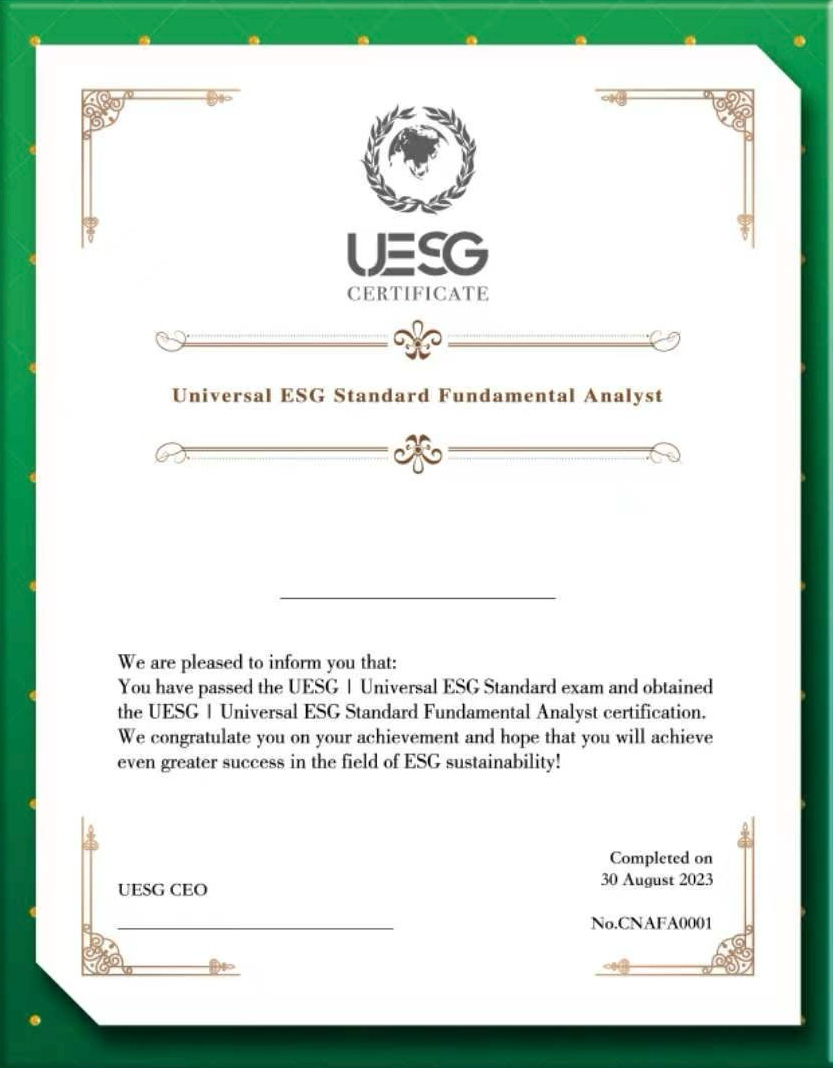 UESG
CERTIFICATE
Universal ESG Standard Fundamental Analyst
We are pleased to inform you that:
You have passed the UESG | Universal ESG Standard exam and obtained
the UESG | Universal ESG Standard Fundamental Analyst certification.
We congratulate you on your achievement and hope that you will achieve
even greater success in the field of ESG sustainability!
Completed on
30 August 2023
UESG CEO
No.CNAFA0001